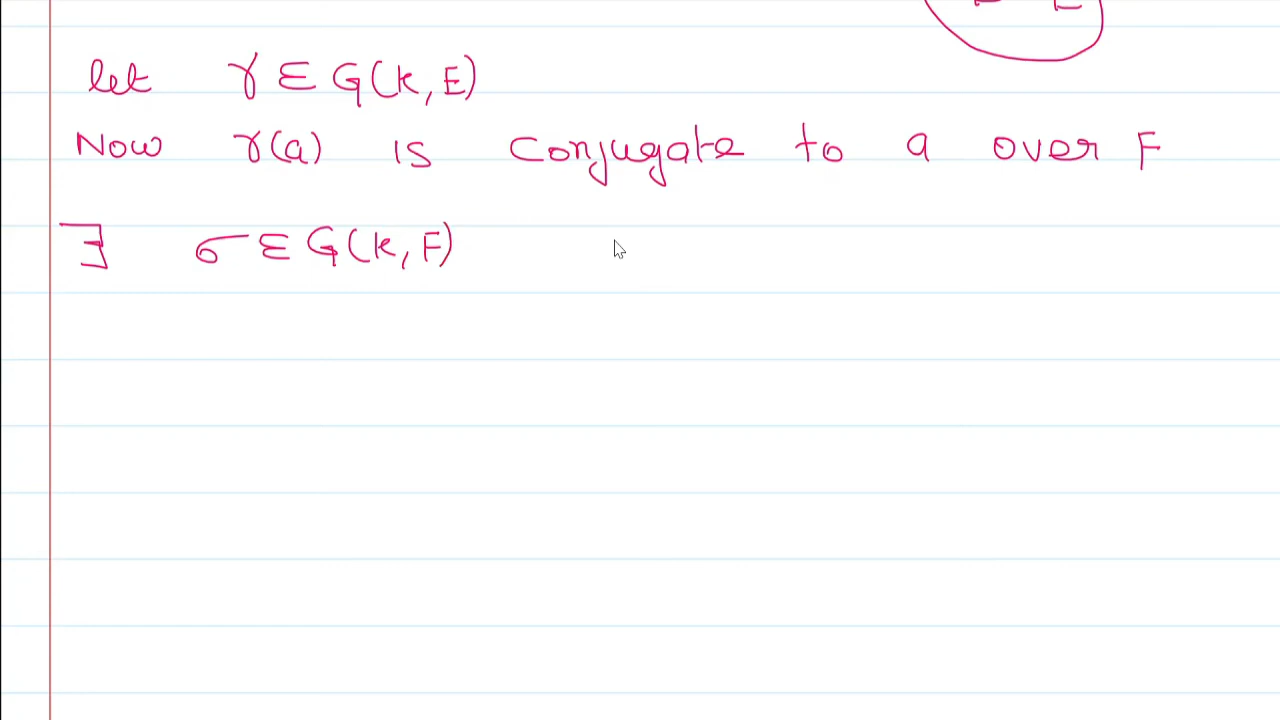 let γ ∈ G(K, E)
Now γ(a) is conjugate to a over F
∃ σ ∈ G(K, F)